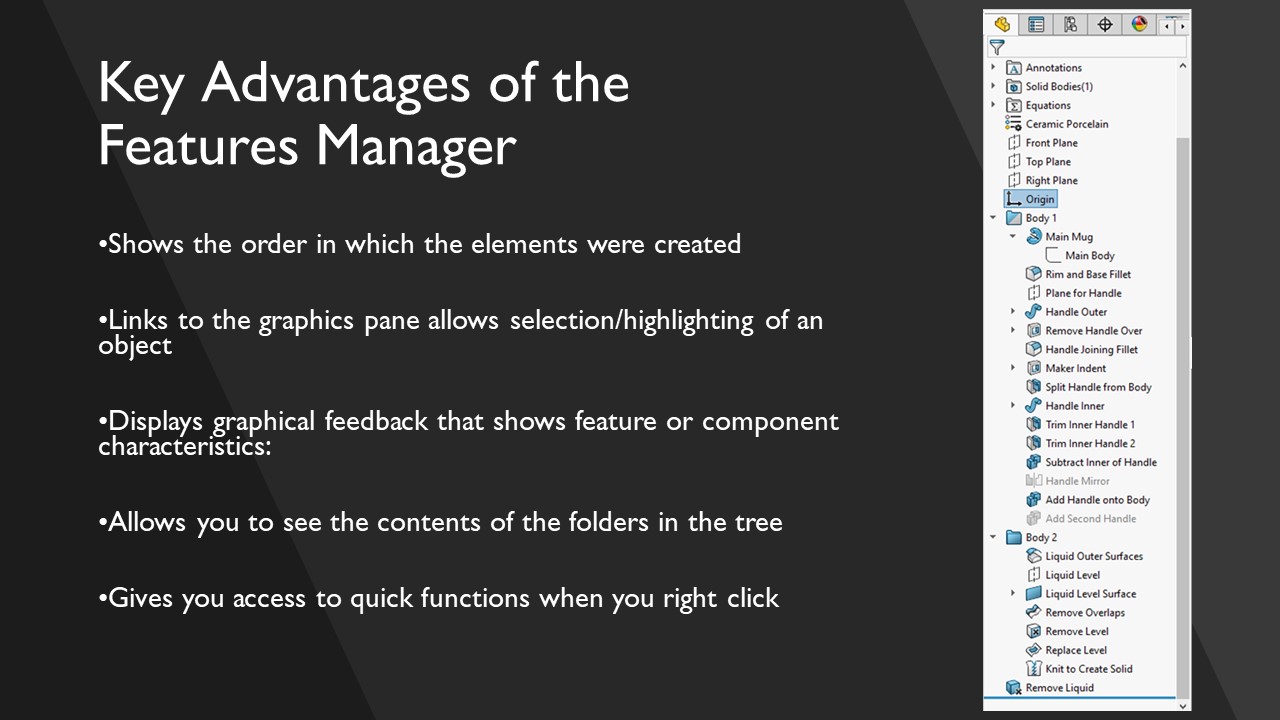 Key Advantages of the
Features Manager
•Shows the order in which the elements were created
•Links to the graphics pane allows selection/highlighting of an
object
•Displays graphical feedback that shows feature or component
characteristics:
•Allows you to see the contents of the folders in the tree
•Gives you access to quick functions when you right click
Annotations
Solid Bodies(1)
Equations
Ceramic Porcelain
Front Plane
Top Plane
Right Plane
Origin
Body 1
Main Mug
Main Body
Rim and Base Fillet
Plane for Handle
Handle Outer
Remove Handle Over
Handle Joining Fillet
Maker Indent
Split Handle from Body
Handle Inner
Trim Inner Handle 1
Trim Inner Handle 2
Subtract Inner of Handle
Handle Mirror
Add Handle onto Body
Add Second Handle
Body 2
Liquid Outer Surfaces
Liquid Level
Liquid Level Surface
Remove Overlaps
Remove Level
Replace Level
Knit to Create Solid
Remove Liquid